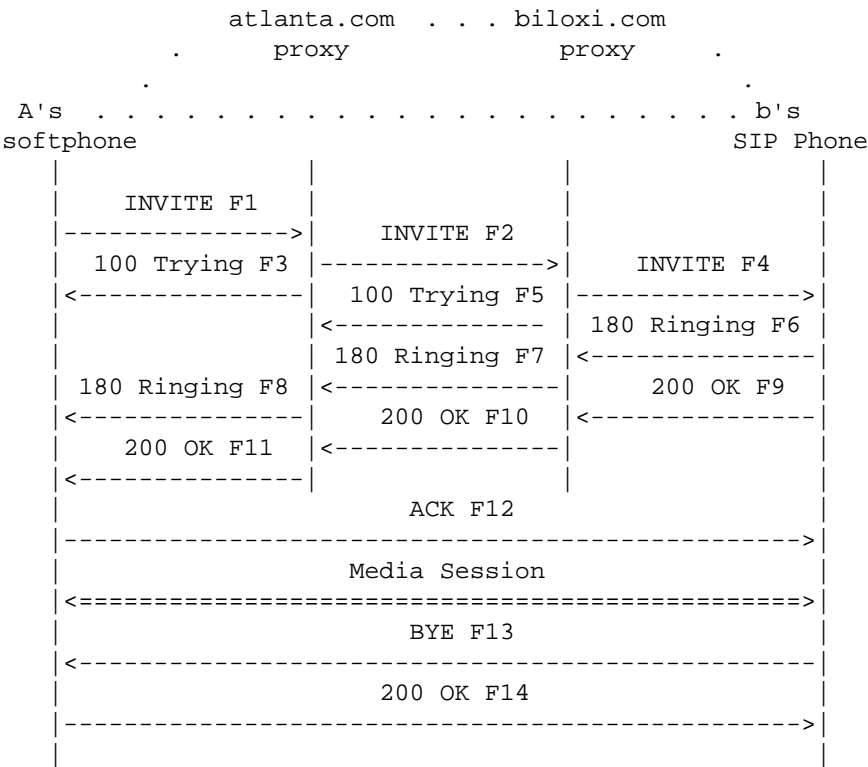 atlanta.com . . . biloxi.com
. proxy proxy .
. .
A's . . . . . . . . . . . . . . . . . . . . . . b's
softphone SIP Phone
| | | |
| INVITE F1 | | |
|--------------->| INVITE F2 | |
| 100 Trying F3 |--------------->| INVITE F4 |
|<---------------| 100 Trying F5 |--------------->|
| |<-------------- | 180 Ringing F6 |
| | 180 Ringing F7 |<---------------|
| 180 Ringing F8 |<---------------| 200 OK F9 |
|<---------------| 200 OK F10 |<---------------|
| 200 OK F11 |<---------------| |
|<---------------| | |
| ACK F12 |
|------------------------------------------------->|
| Media Session |
|<================================================>|
| BYE F13 |
|<-------------------------------------------------|
| 200 OK F14 |
|------------------------------------------------->|
| |